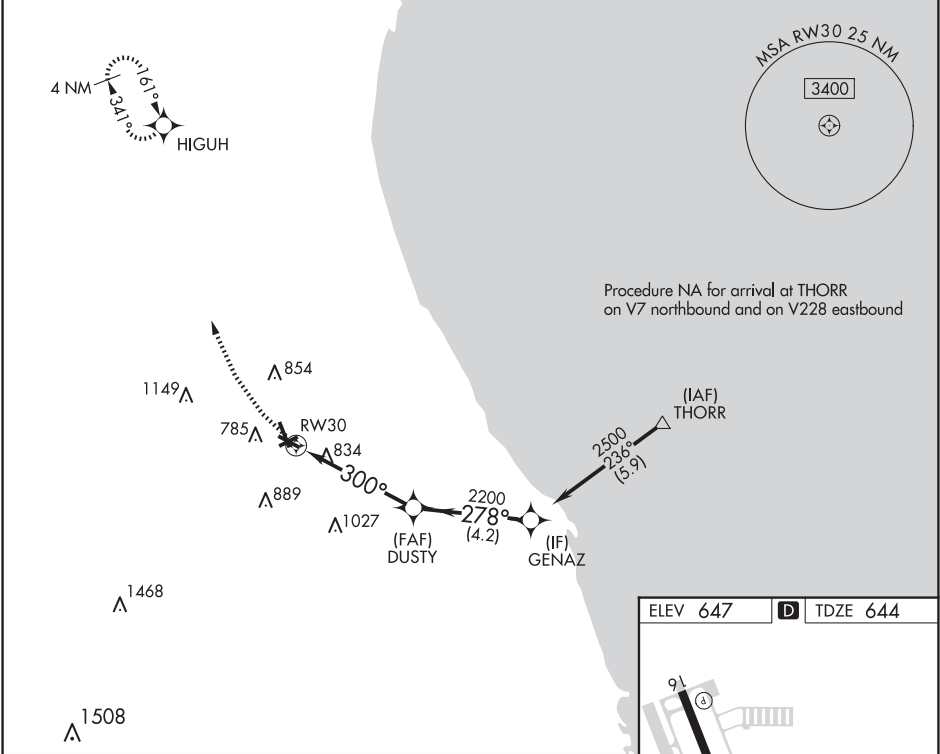 MSA RW30 25 NM
3400
4 NM
161°
341°
HIGUH
Procedure NA for arrival at THORR
on V7 northbound and on V228 eastbound
854
1149
(IAF)
THORR
785
RW30
834
2500
236°
(5.9)
300°
889
2200
278°
(4.2)
1027
(FAF)
DUSTY
(IF)
GENAZ
1468
ELEV 647
D
TDZE 644
16
P
1508